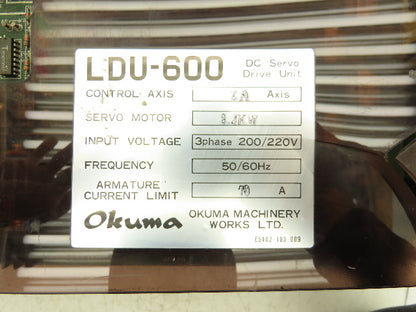 LDU-600 DC Servo Drive Unit
CONTROL AXIS Axis
SERVO MOTOR
INPUT VOLTAGE 3phase 200/220V
FREQUENCY 50/60Hz
ARMATURE CURRENT LIMIT 70 A
Okuma OKUMA MACHINERY WORKS LTD.